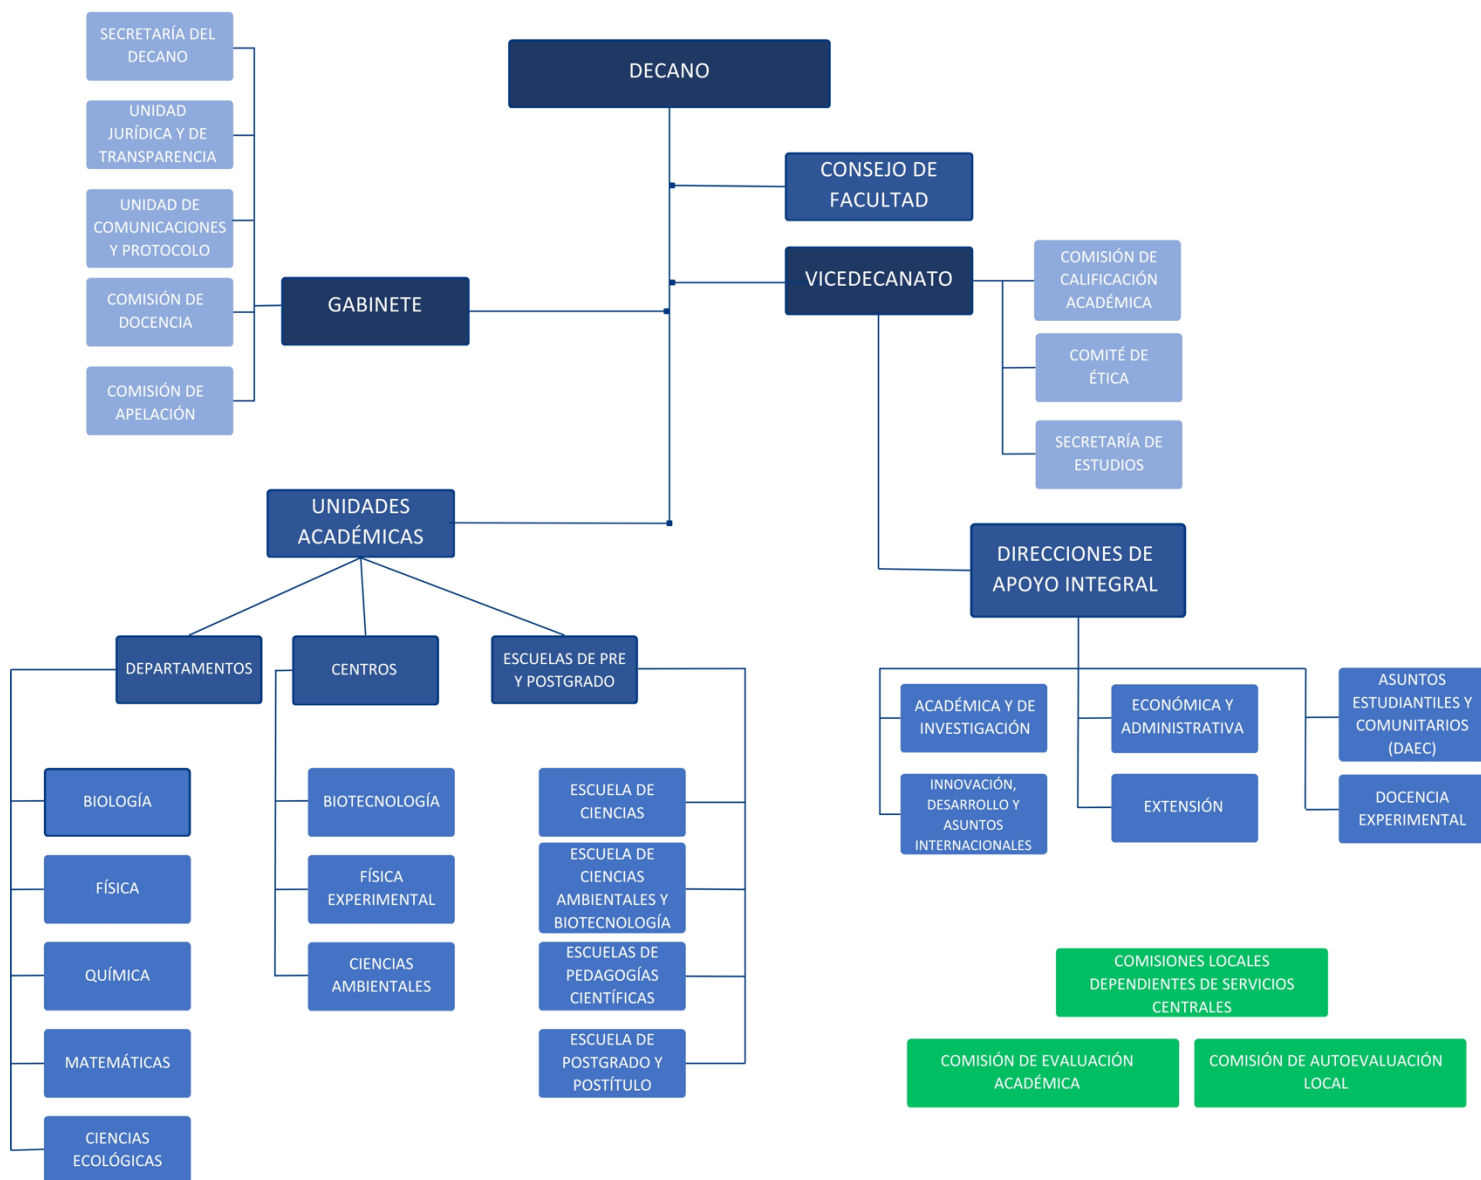 SECRETARÍA DEL
DECANO
UNIDAD
JURÍDICA Y DE
TRANSPARENCIA
UNIDAD DE
COMUNICACIONES
Y PROTOCOLO
COMISIÓN DE
DOCENCIA
COMISIÓN DE
APELACIÓN
GABINETE
DECANO
CONSEJO DE
FACULTAD
VICEDECANATO
COMISIÓN DE
CALIFICACIÓN
ACADÉMICA
COMITÉ DE
ÉTICA
SECRETARÍA DE
ESTUDIOS
UNIDADES
ACADÉMICAS
DIRECCIONES DE
APOYO INTEGRAL
DEPARTAMENTOS
CENTROS
ESCUELAS DE PRE
Y POSTGRADO
BIOLOGÍA
FÍSICA
QUÍMICA
MATEMÁTICAS
CIENCIAS
ECOLÓGICAS
BIOTECNOLOGÍA
FÍSICA
EXPERIMENTAL
CIENCIAS
AMBIENTALES
ESCUELA DE
CIENCIAS
ESCUELA DE
CIENCIAS
AMBIENTALES Y
BIOTECNOLOGÍA
ESCUELAS DE
PEDAGOGÍAS
CIENTÍFICAS
ESCUELA DE
POSTGRADO Y
POSTÍTULO
ACADÉMICA Y DE
INVESTIGACIÓN
INNOVACIÓN,
DESARROLLO Y
ASUNTOS
INTERNACIONALES
ECONÓMICA Y
ADMINISTRATIVA
EXTENSIÓN
ASUNTOS
ESTUDIANTILES Y
COMUNITARIOS
(DAEC)
DOCENCIA
EXPERIMENTAL
COMISIONES LOCALES
DEPENDIENTES DE SERVICIOS
CENTRALES
COMISIÓN DE EVALUACIÓN
ACADÉMICA
COMISIÓN DE AUTOEVALUACIÓN
LOCAL